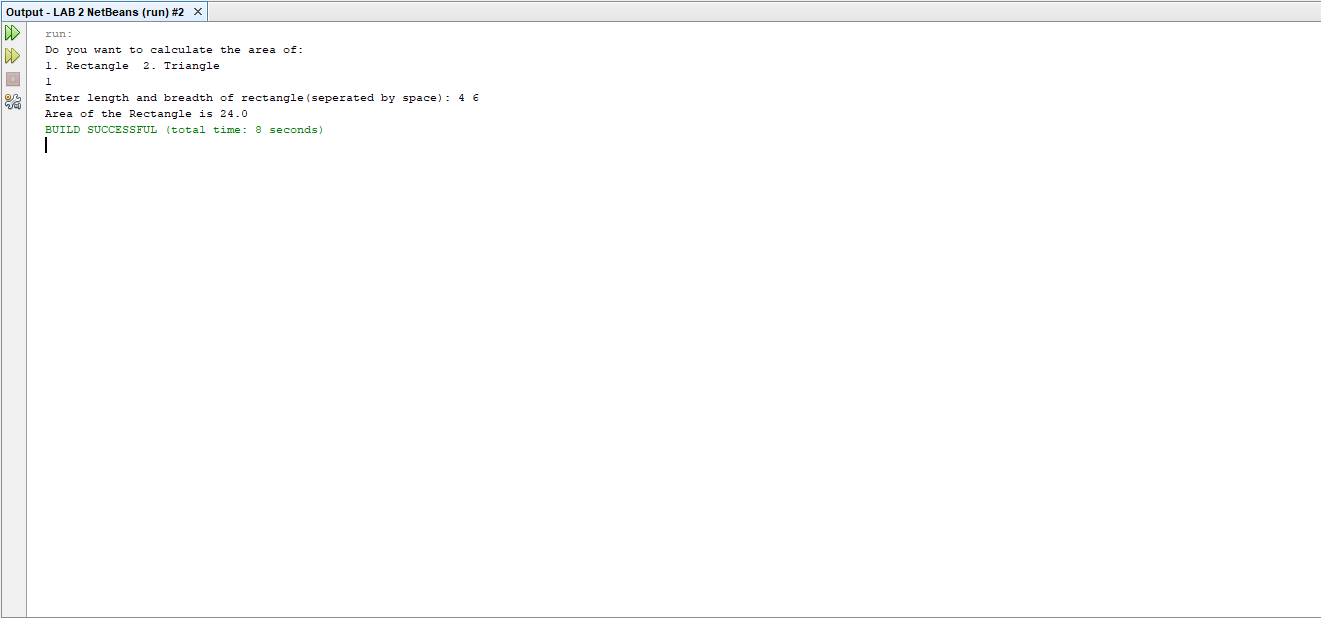 Output - LAB 2 NetBeans (run) #2
run:
Do you want to calculate the area of:
1. Rectangle  2. Triangle
1
Enter length and breadth of rectangle(seperated by space): 4 6
Area of the Rectangle is 24.0
BUILD SUCCESSFUL (total time: 8 seconds)